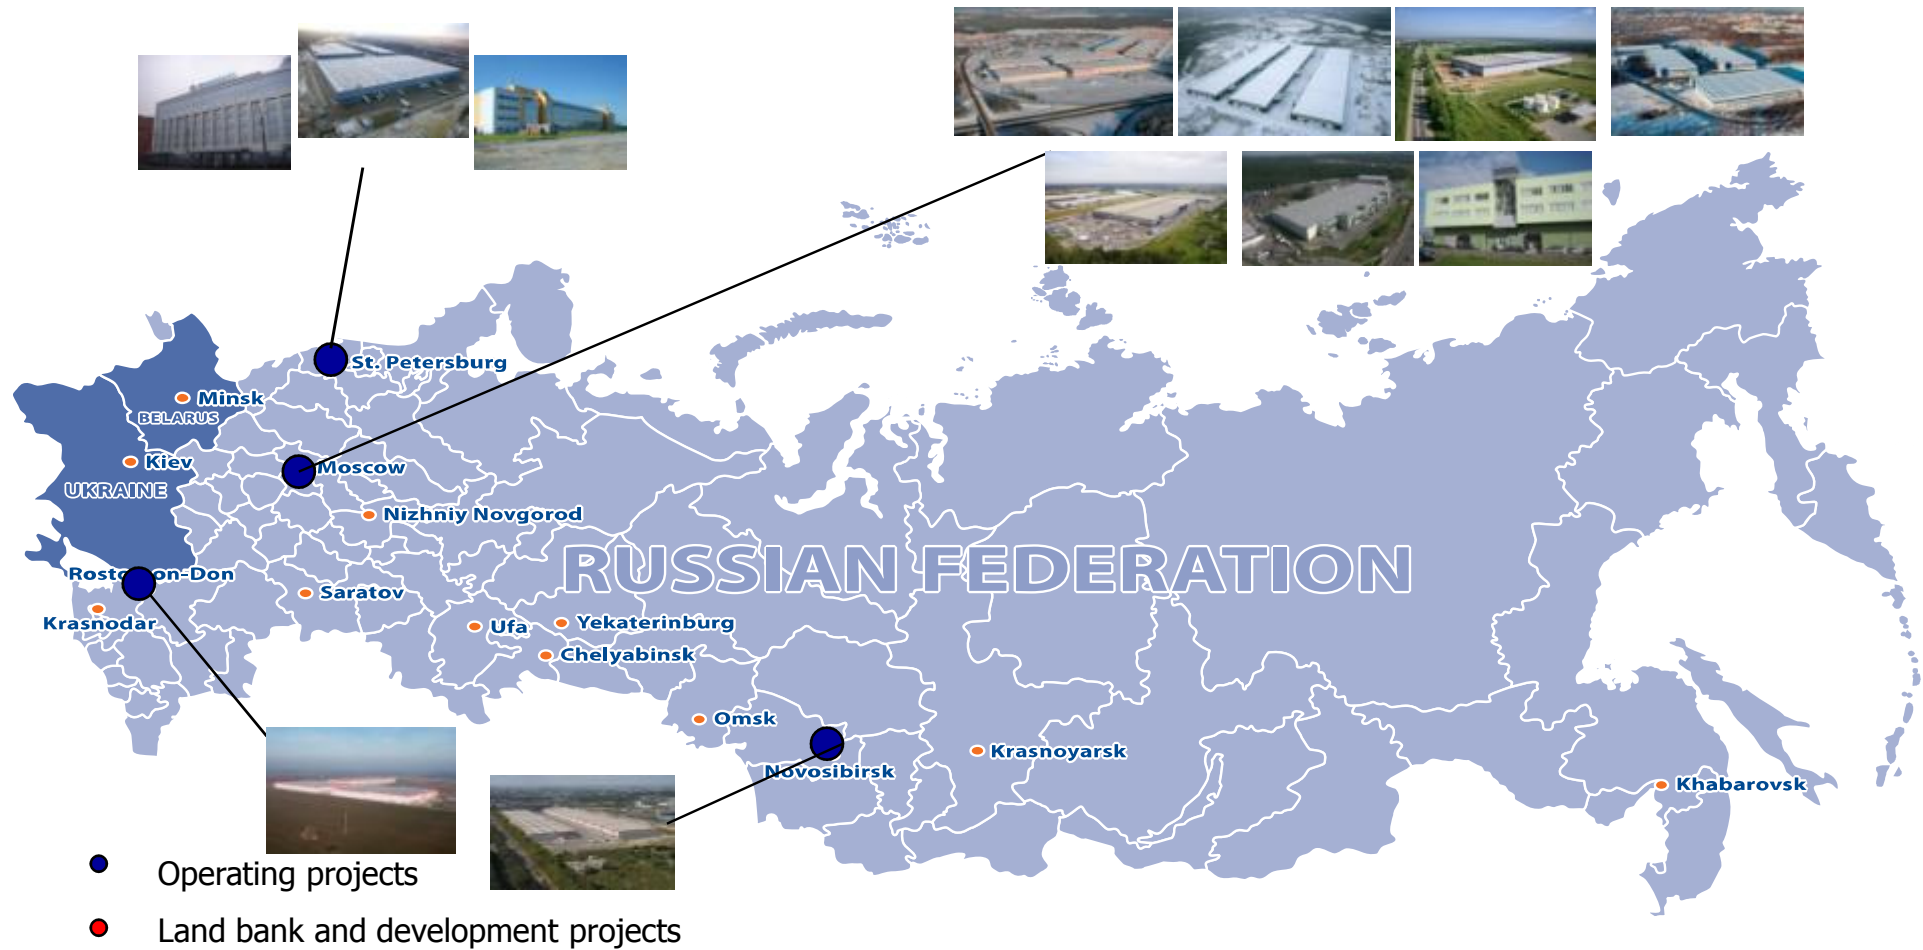 St. Petersburg
Minsk
BELARUS
Kiev
Moscow
UKRAINE
Nizhniy Novgorod
RUSSIAN FEDERATION
Rostov-on-Don
Saratov
Krasnodar
Ufa
Yekaterinburg
Chelyabinsk
Omsk
Krasnoyarsk
Novosibirsk
Khabarovsk
Operating projects
Land bank and development projects